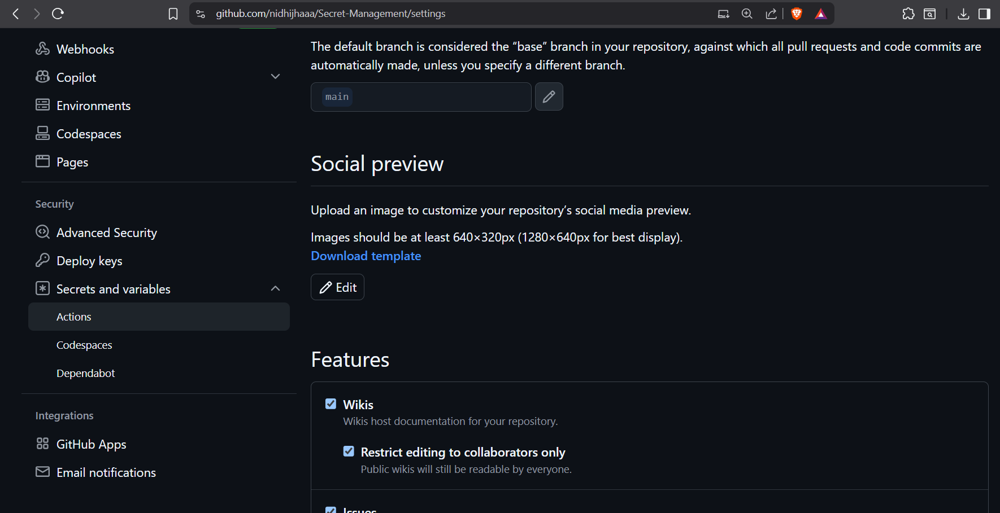 github.com/nidhijhaaa/Secret-Management/settings
Webhooks
Copilot
Environments
Codespaces
Pages
Security
Advanced Security
Deploy keys
Secrets and variables
Actions
Codespaces
Dependabot
Integrations
GitHub Apps
Email notifications
The default branch is considered the “base” branch in your repository, against which all pull requests and code commits are
automatically made, unless you specify a different branch.
main
Social preview
Upload an image to customize your repository’s social media preview.
Images should be at least 640×320px (1280×640px for best display).
Download template
Edit
Features
Wikis
Wikis host documentation for your repository.
Restrict editing to collaborators only
Public wikis will still be readable by everyone.
Issues